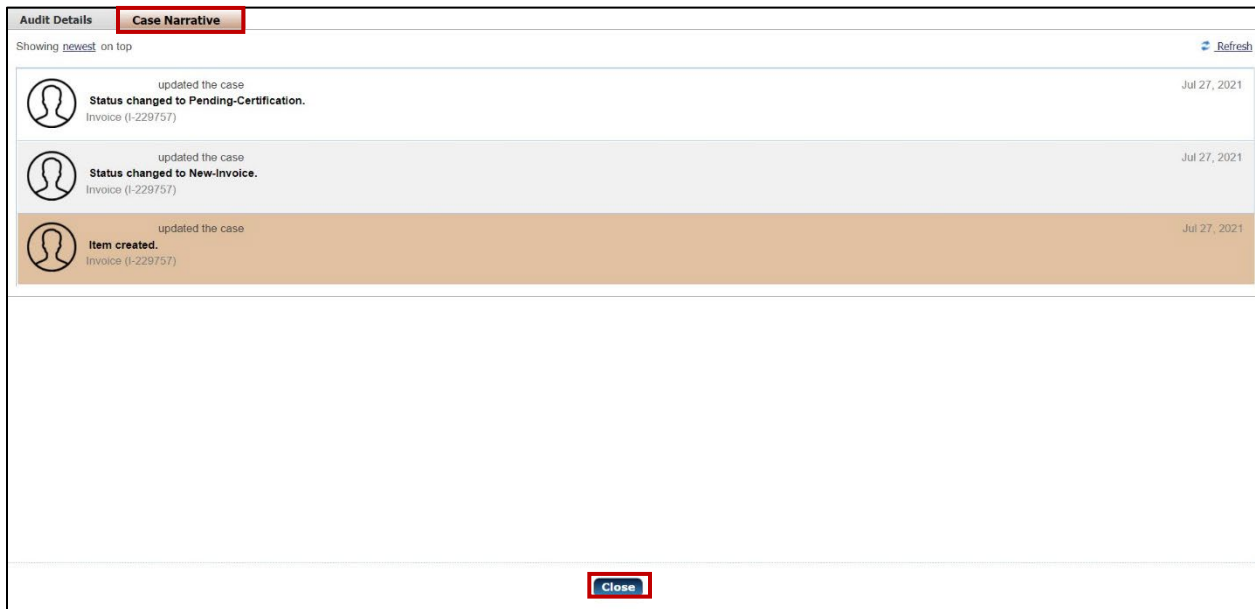 Audit Details Case Narrative
Showing newest on top Refresh
updated the case Jul 27, 2021
Status changed to Pending-Certification.
Invoice (I-229757)
updated the case Jul 27, 2021
Status changed to New-Invoice.
Invoice (I-229757)
updated the case Jul 27, 2021
Item created.
Invoice (I-229757)
Close